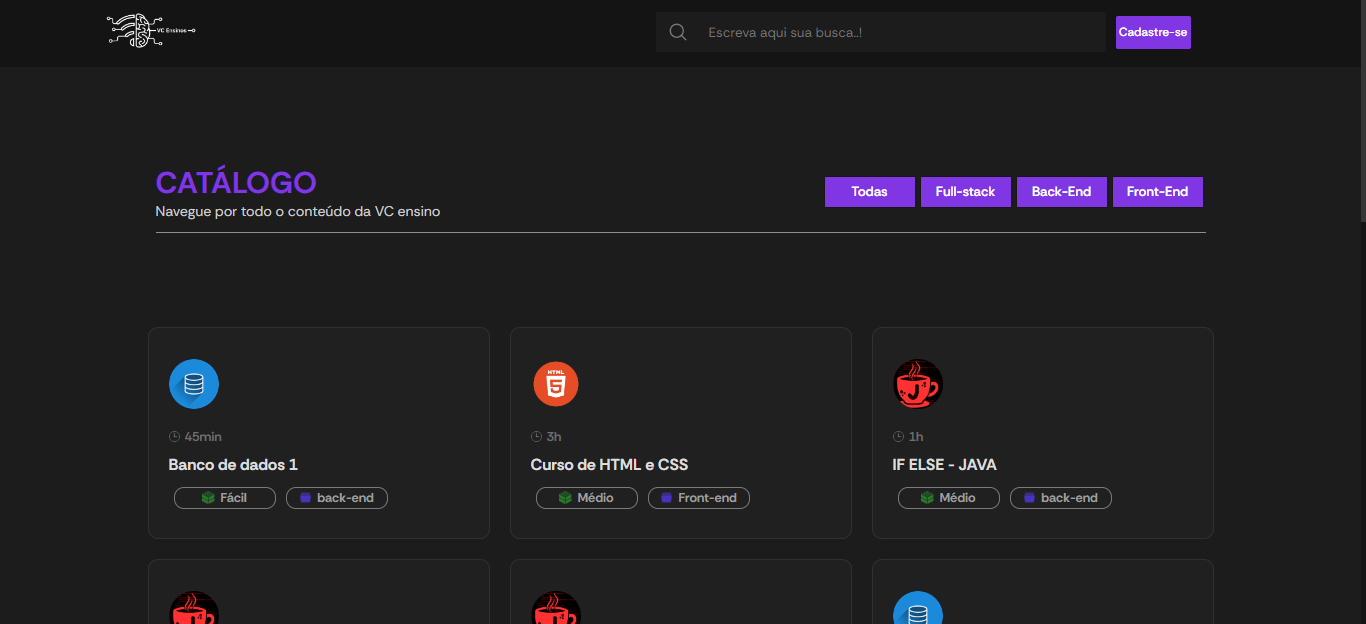 VC Ensinos
Escreva aqui sua busca..!
Cadastre-se
CATÁLOGO
Navegue por todo o conteúdo da VC ensino
Todas
Full-stack
Back-End
Front-End
45min
Banco de dados 1
Fácil
back-end
HTML
5
3h
Curso de HTML e CSS
Médio
Front-end
J
1h
IF ELSE - JAVA
Médio
back-end